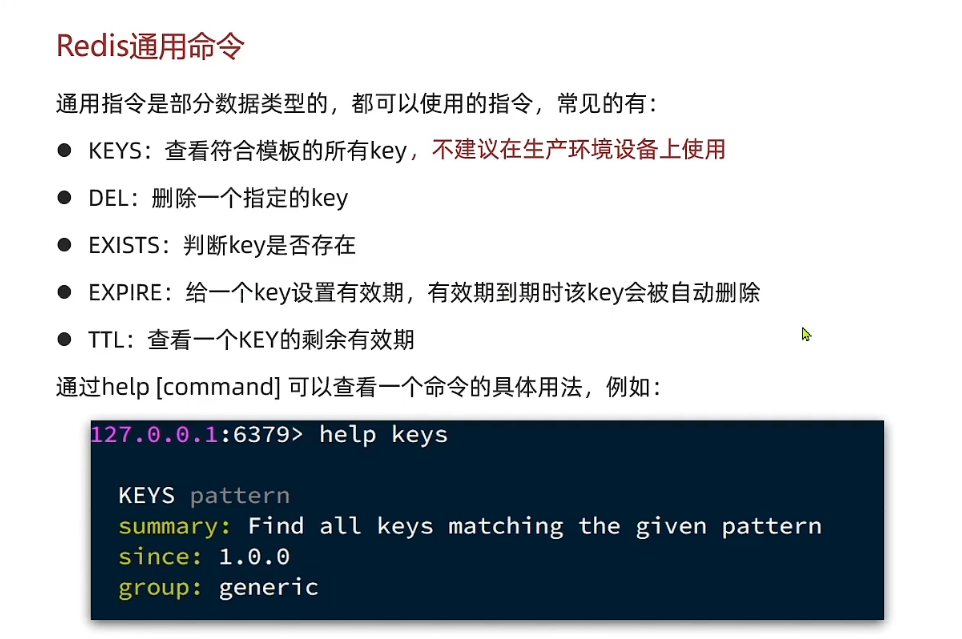 Redis通用命令
通用指令是部分数据类型的，都可以使用的指令，常见的有：
● KEYS：查看符合模板的所有key，不建议在生产环境设备上使用
● DEL：删除一个指定的key
● EXISTS：判断key是否存在
● EXPIRE：给一个key设置有效期，有效期到期时该key会被自动删除
● TTL：查看一个KEY的剩余有效期
通过help [command] 可以查看一个命令的具体用法，例如：
127.0.0.1:6379> help keys
KEYS pattern
summary: Find all keys matching the given pattern
since: 1.0.0
group: generic